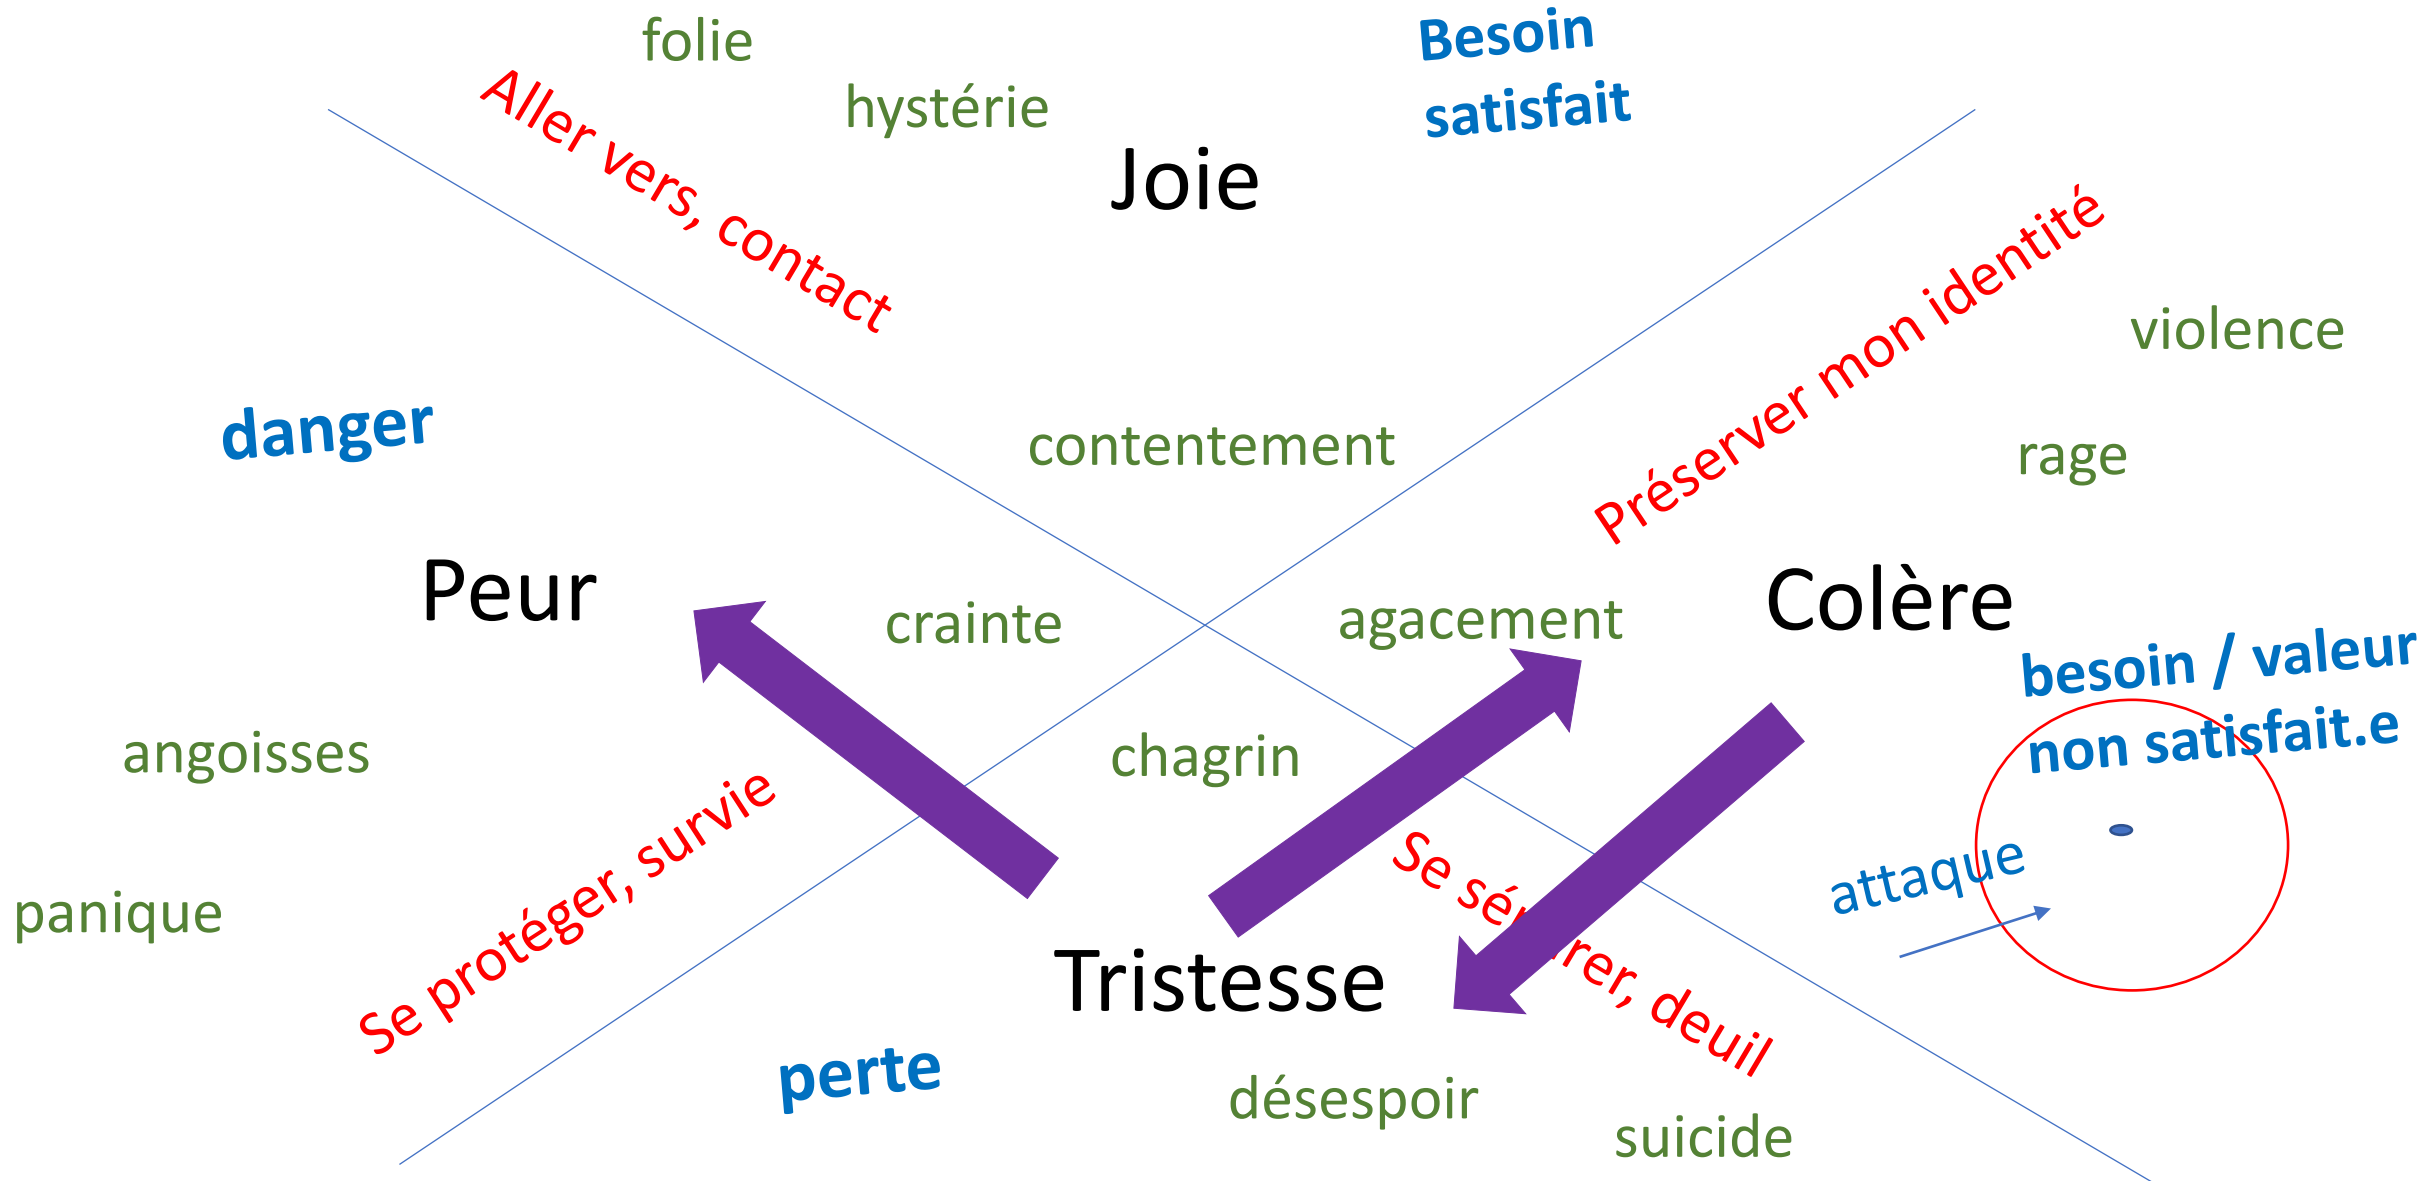 folie
Besoin
satisfait
Aller vers, contact
hystérie
Joie
Préserver mon identité
violence
danger
contentement
rage
Peur
crainte
agacement
Colère
besoin / valeur
non satisfait.e
angoisses
chagrin
Se protéger, survie
attaque
panique
Se deuil
Tristesse
perte
désespoir
suicide